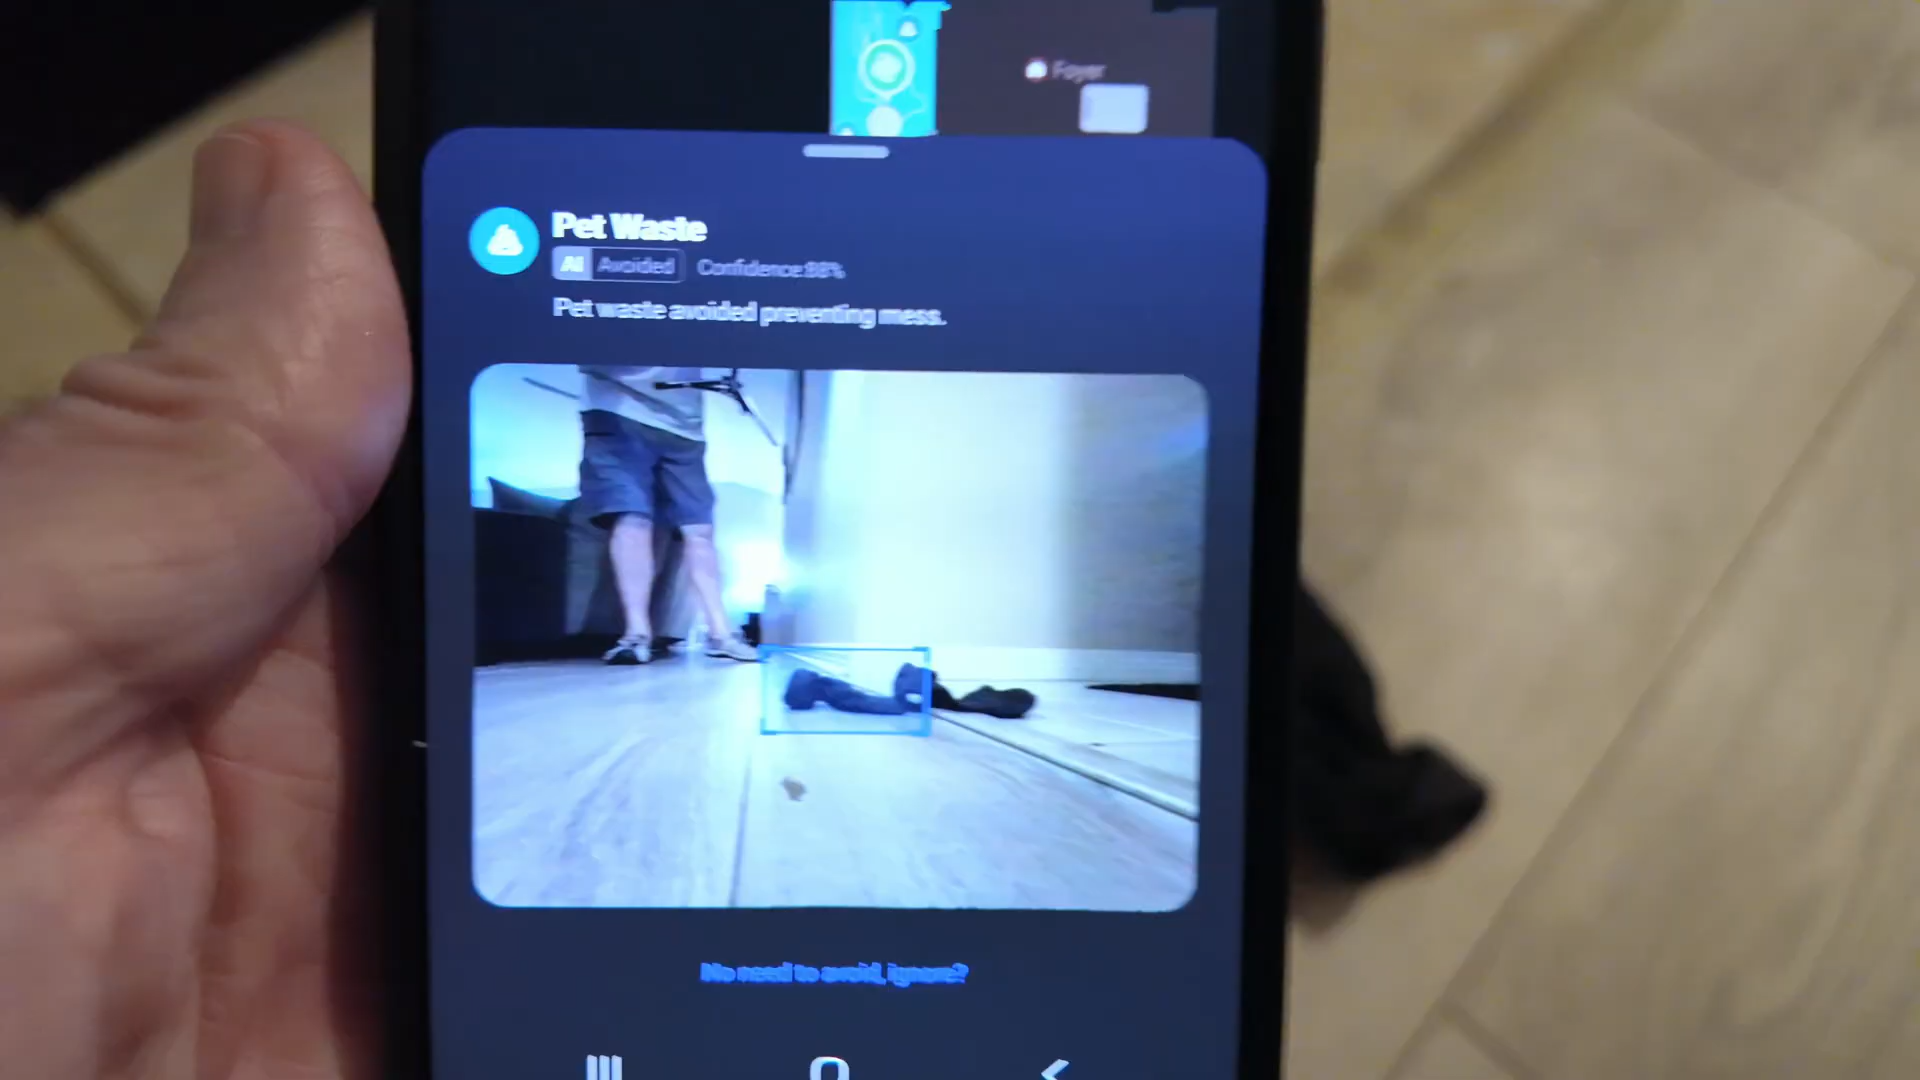 Foyer
Pet Waste
AI Avoided Confidence:88%
Pet waste avoided preventing mess.
No need to avoid, ignore?